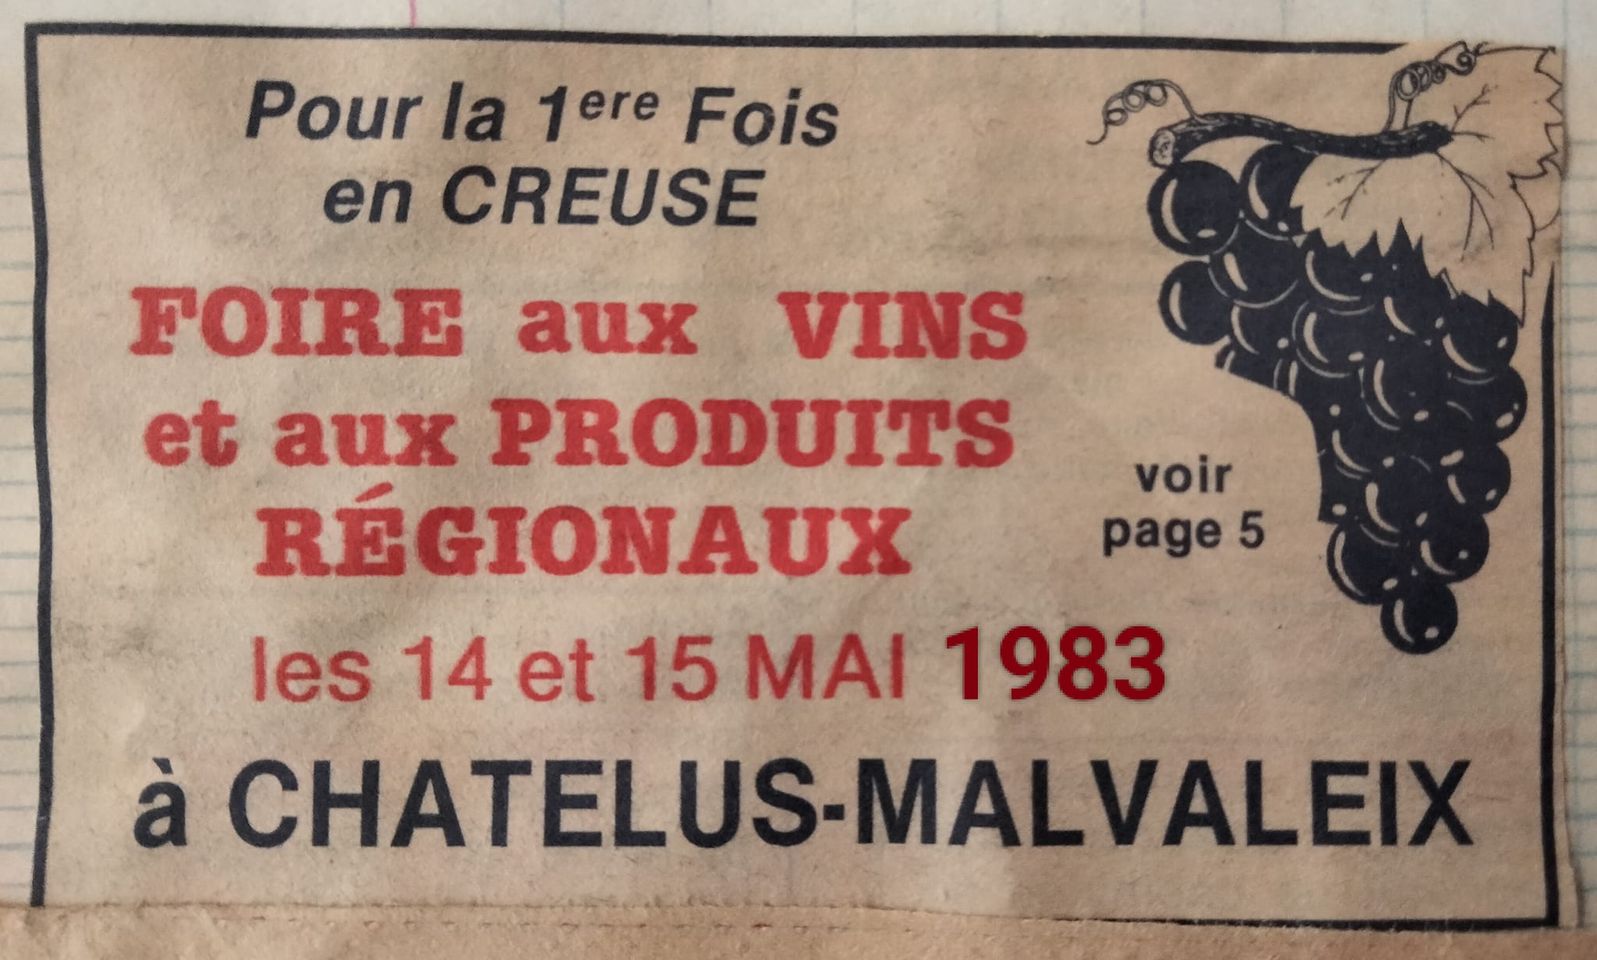 Pour la 1ere Fois
en CREUSE
FOIRE aux VINS
et aux PRODUITS
RÉGIONAUX
voir
page 5
les 14 et 15 MAI 1983
à CHATELUS-MALVALEIX